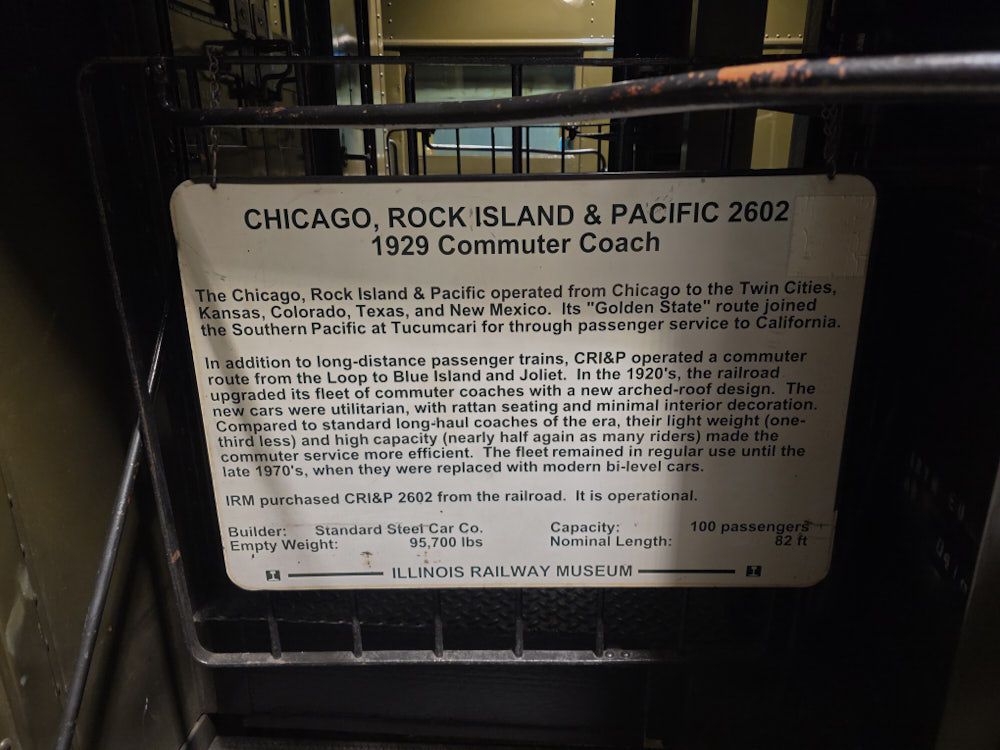 CHICAGO, ROCK ISLAND & PACIFIC 2602
1929 Commuter Coach
The Chicago, Rock Island & Pacific operated from Chicago to the Twin Cities,
Kansas, Colorado, Texas, and New Mexico. Its "Golden State" route joined
the Southern Pacific at Tucumcari for through passenger service to California.
In addition to long-distance passenger trains, CRI&P operated a commuter
route from the Loop to Blue Island and Joliet. In the 1920's, the railroad
upgraded its fleet of commuter coaches with a new arched-roof design. The
new cars were utilitarian, with rattan seating and minimal interior decoration.
Compared to standard long-haul coaches of the era, their light weight (one-
third less) and high capacity (nearly half again as many riders) made the
commuter service more efficient. The fleet remained in regular use until the
late 1970's, when they were replaced with modern bi-level cars.
IRM purchased CRI&P 2602 from the railroad. It is operational.
Builder: Standard Steel Car Co. Capacity: 100 passengers
Empty Weight: 95,700 lbs Nominal Length: 82 ft
ILLINOIS RAILWAY MUSEUM